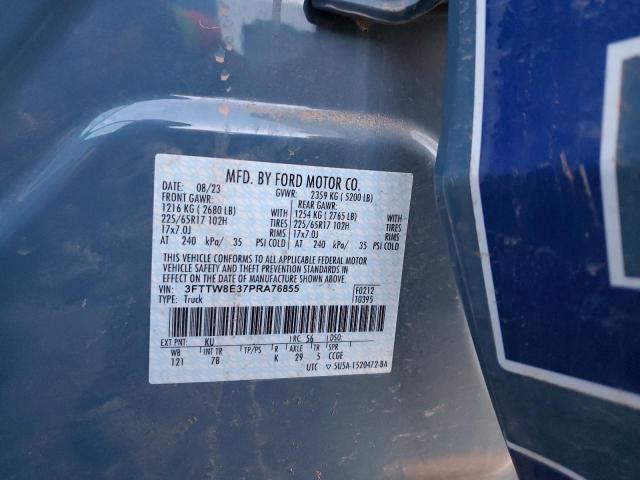 MFD. BY FORD MOTOR CO.
DATE: 08/23 GVWR: 2359 KG ( 5200 LB)
FRONT GAWR: REAR GAWR:
1216 KG ( 2680 LB) WITH 1254 KG ( 2765 LB) WITH
225/65R17 102H TIRES 225/65R17 102H TIRES
17x7.0J RIMS 17x7.0J RIMS
AT 240 kPa/ 35 PSI COLD AT 240 kPa/ 35 PSI COLD
THIS VEHICLE CONFORMS TO ALL APPLICABLE FEDERAL MOTOR
VEHICLE SAFETY AND THEFT PREVENTION STANDARDS IN
EFFECT ON THE DATE OF MANUFACTURE SHOWN ABOVE.
VIN: 3FTTW8E37PRA76855 F0212
TYPE: Truck T0395
EXT PNT: KU RC: 56 DSO:
WB INT TR TP/PS R AXLE TR SPR
121 7B K 29 5 CCGE
UTC 5U5A-1520472-BA